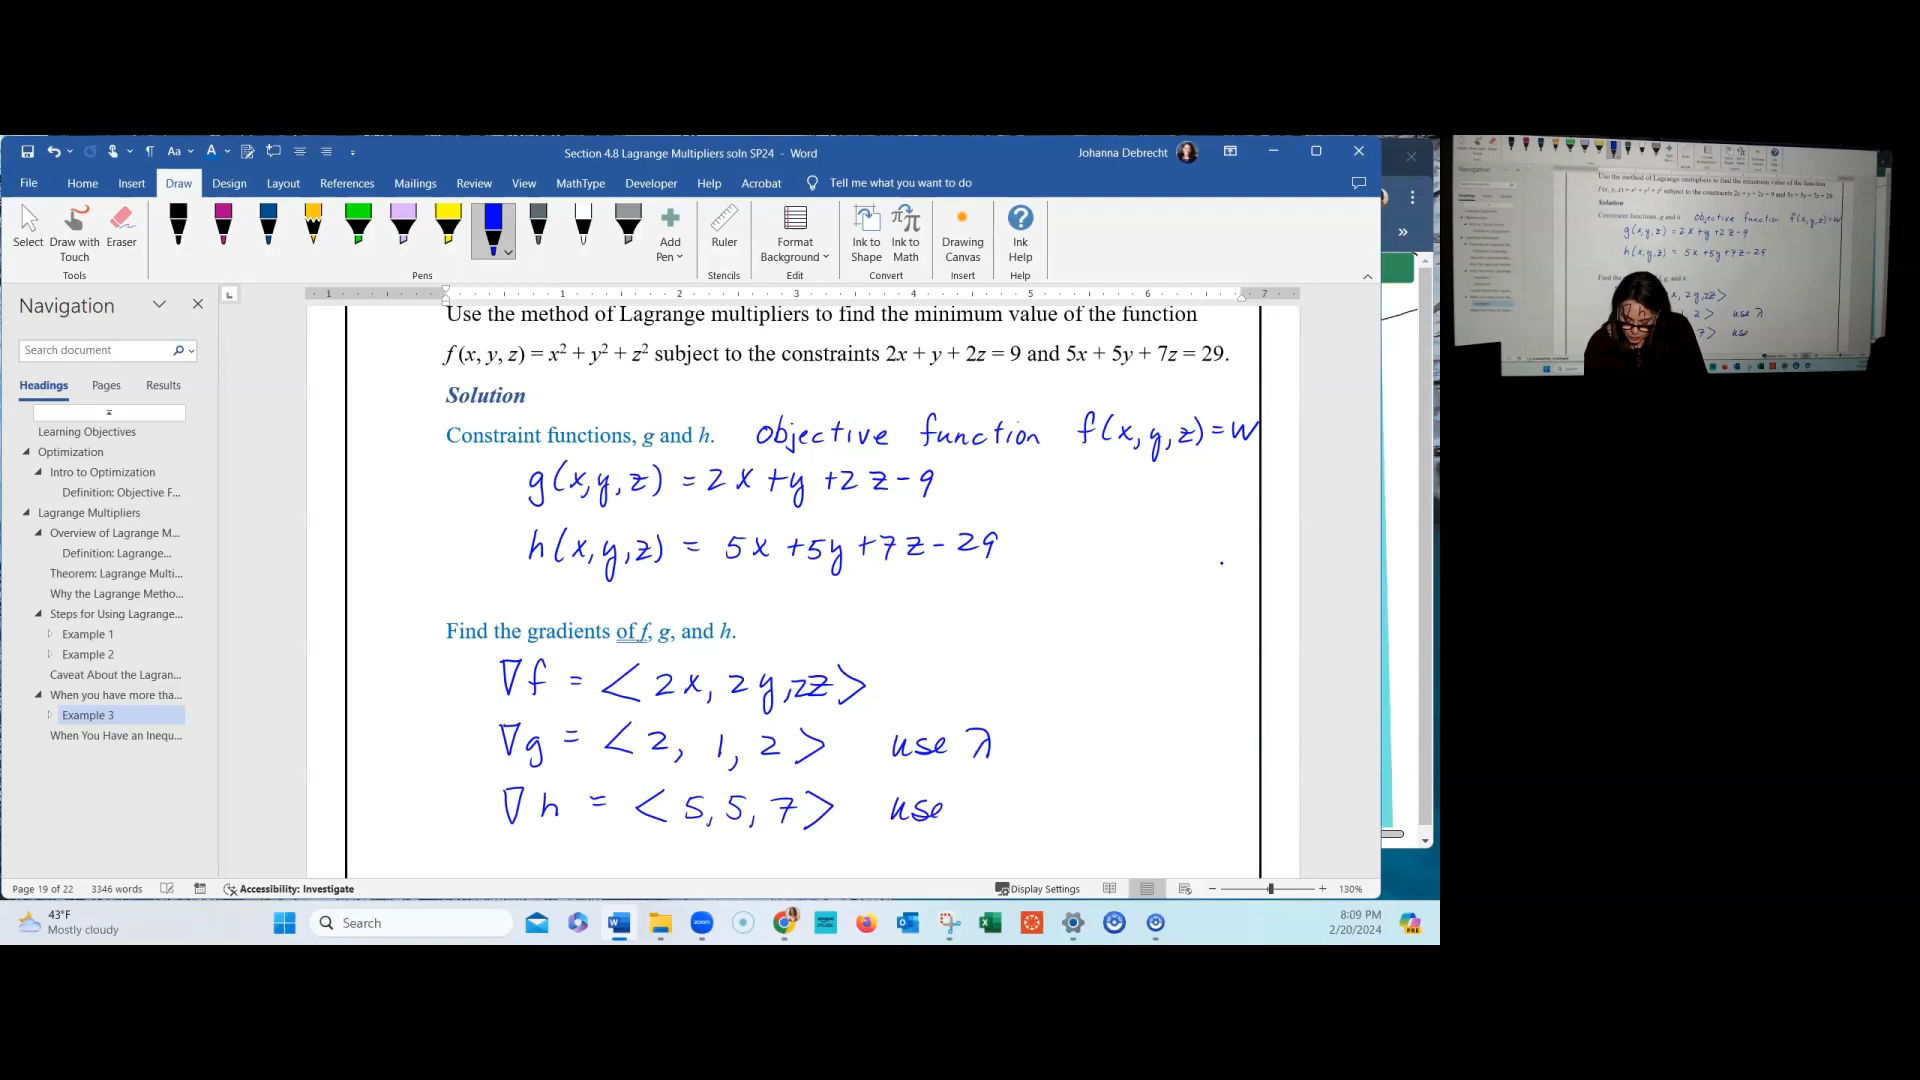 Section 4.8 Lagrange Multipliers soln SP24 - Word
Johanna Debrecht
File Home Insert Draw Design Layout References Mailings Review View MathType Developer Help Acrobat Tell me what you want to do
Select
Draw with Touch
Eraser
Add Pen
Ruler
Format Background
Ink to Shape
Ink to Math
Drawing Canvas
Ink Help
Tools Pens Stencils Edit Convert Insert Help
Navigation
Search document
Headings Pages Results
Learning Objectives
Optimization
Intro to Optimization
Definition: Objective F...
Lagrange Multipliers
Overview of Lagrange M...
Definition: Lagrange...
Theorem: Lagrange Multi...
Why the Lagrange Metho...
Steps for Using Lagrange...
Example 1
Example 2
Caveat About the Lagran...
When you have more tha...
Example 3
When You Have an Inequ...
1 1 2 3 4 5 6 7
Use the method of Lagrange multipliers to find the minimum value of the function
f (x, y, z) = x² + y² + z² subject to the constraints 2x + y + 2z = 9 and 5x + 5y + 7z = 29.
Solution
Constraint functions, g and h. objective function f(x,y,z)=w
g(x,y,z) = 2x+y+2z-9
h(x,y,z) = 5x+5y+7z-29
Find the gradients of f, g, and h.
∇f = <2x, 2y, 2z>
∇g = <2, 1, 2> use λ
∇h = <5, 5, 7> use
Page 19 of 22 3346 words Accessibility: Investigate Display Settings 130%
43°F
Mostly cloudy
Search
8:09 PM
2/20/2024